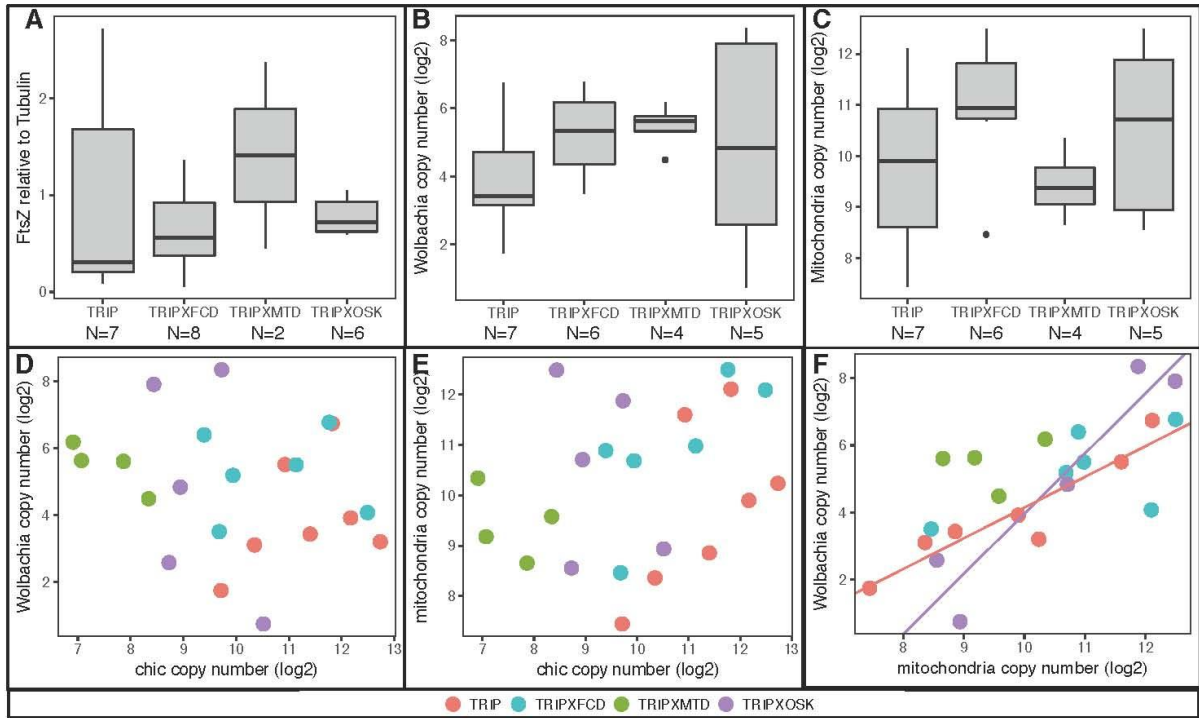 A
FtsZ relative to Tubulin
2
1
0
TRIP TRIPXFCD TRIPXMTD TRIPXOSK
N=7 N=8 N=2 N=6
B
Wolbachia copy number (log2)
8
6
4
2
TRIP TRIPXFCD TRIPXMTD TRIPXOSK
N=7 N=6 N=4 N=5
C
Mitochondria copy number (log2)
12
11
10
9
8
TRIP TRIPXFCD TRIPXMTD TRIPXOSK
N=7 N=6 N=4 N=5
D
Wolbachia copy number (log2)
8
6
4
2
7 8 9 10 11 12 13
chic copy number (log2)
E
mitochondria copy number (log2)
12
11
10
9
8
7 8 9 10 11 12 13
chic copy number (log2)
F
Wolbachia copy number (log2)
8
6
4
2
8 9 10 11 12
mitochondria copy number (log2)
TRIP TRIPXFCD TRIPXMTD TRIPXOSK